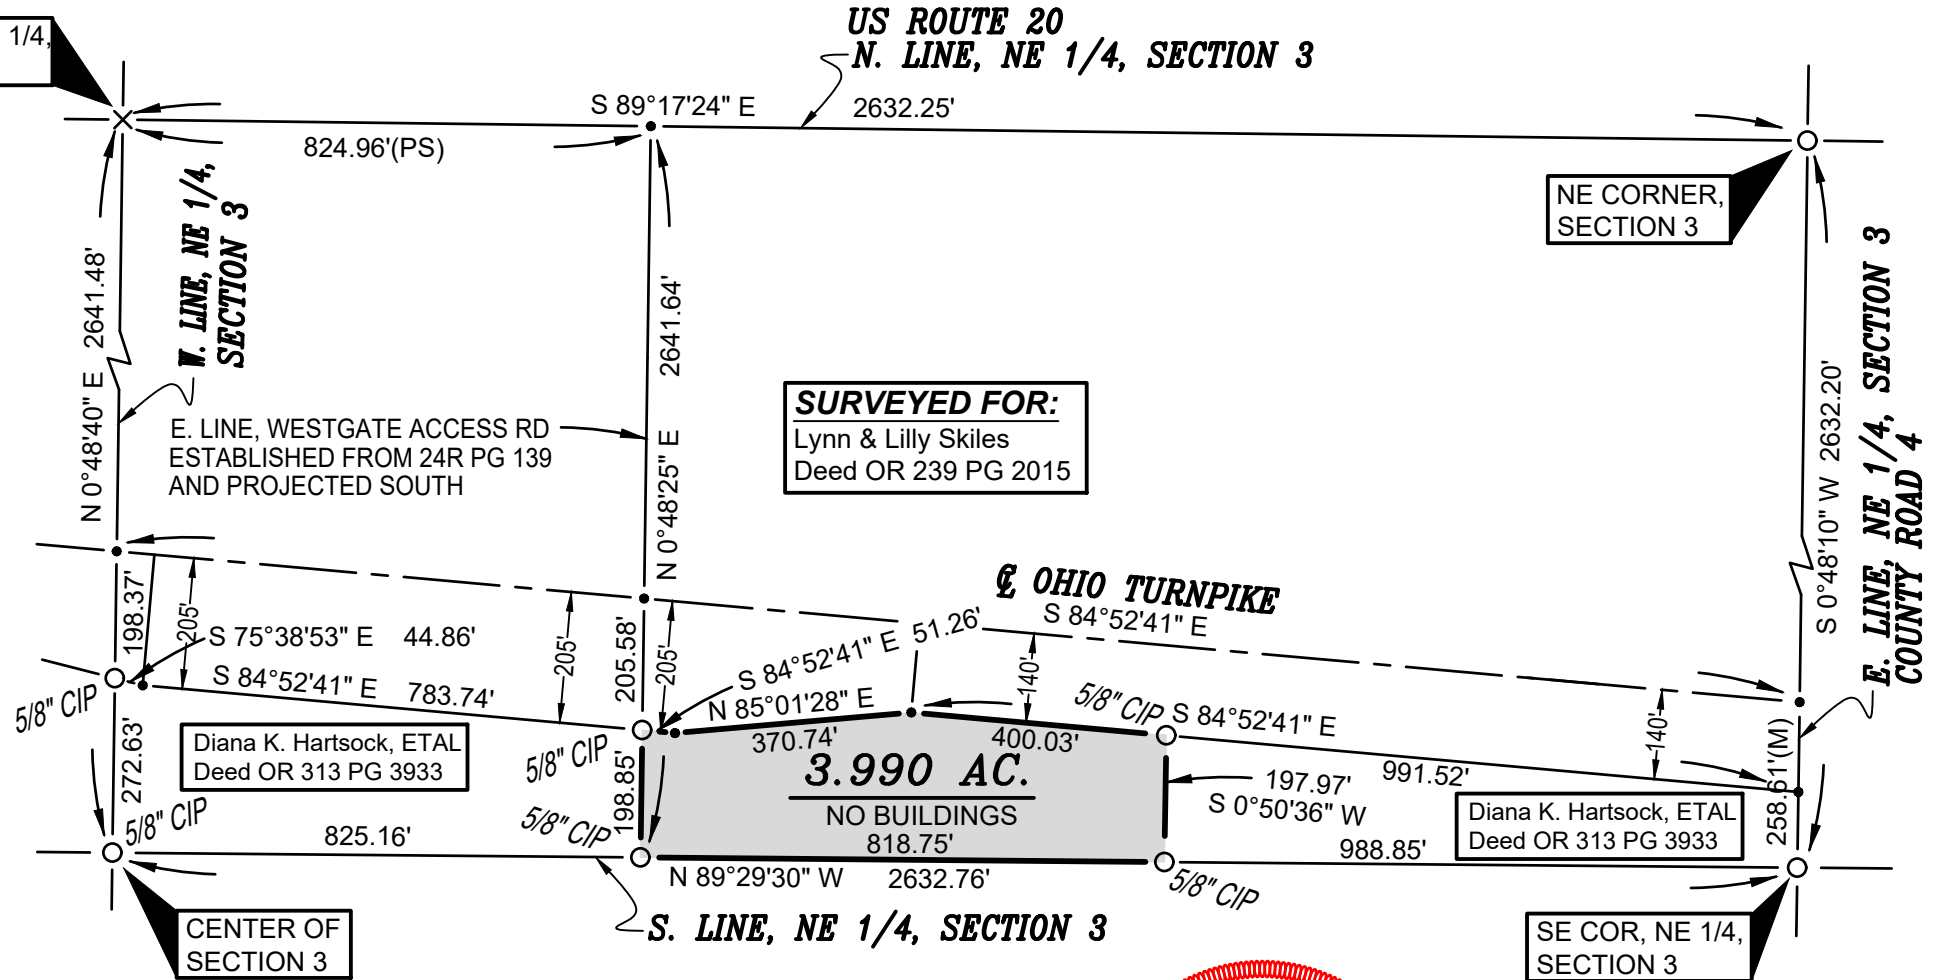 1/4,
US ROUTE 20
N. LINE, NE 1/4, SECTION 3
S 89°17'24" E 2632.25'
824.96'(PS)
W. LINE, NE 1/4,
SECTION 3
N 0°48'40" E 2641.48'
NE CORNER,
SECTION 3
E. LINE, NE 1/4, SECTION 3
COUNTY ROAD 4
S 0°48'10" W 2632.20'
N 0°48'25" E 2641.64'
SURVEYED FOR:
Lynn & Lilly Skiles
Deed OR 239 PG 2015
E. LINE, WESTGATE ACCESS RD
ESTABLISHED FROM 24R PG 139
AND PROJECTED SOUTH
℄ OHIO TURNPIKE
S 84°52'41" E
198.37'
205'
S 75°38'53" E 44.86'
S 84°52'41" E 783.74'
205'
205.58'
205'
S 84°52'41" E 51.26'
N 85°01'28" E
370.74'
140'
400.03'
5/8" CIP
S 84°52'41" E
991.52'
140'
258.61'(M)
5/8" CIP
272.63'
Diana K. Hartsock, ETAL
Deed OR 313 PG 3933
5/8" CIP
198.85'
3.990 AC.
NO BUILDINGS
818.75'
197.97'
S 0°50'36" W
Diana K. Hartsock, ETAL
Deed OR 313 PG 3933
5/8" CIP
825.16'
5/8" CIP
988.85'
N 89°29'30" W 2632.76'
5/8" CIP
S. LINE, NE 1/4, SECTION 3
CENTER OF
SECTION 3
SE COR, NE 1/4,
SECTION 3